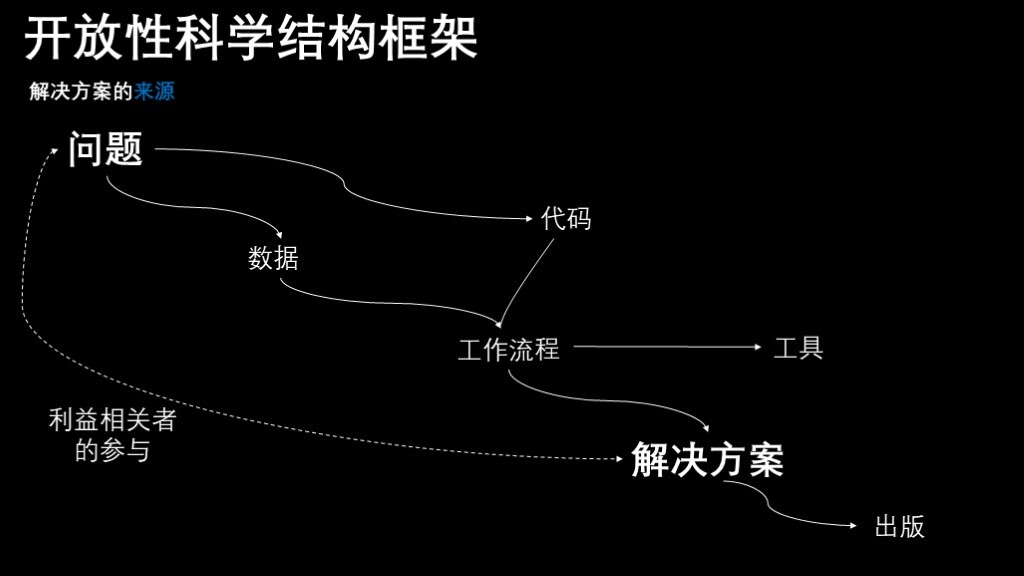 开放性科学结构框架
解决方案的来源
问题
代码
数据
工作流程
工具
利益相关者
的参与
解决方案
出版